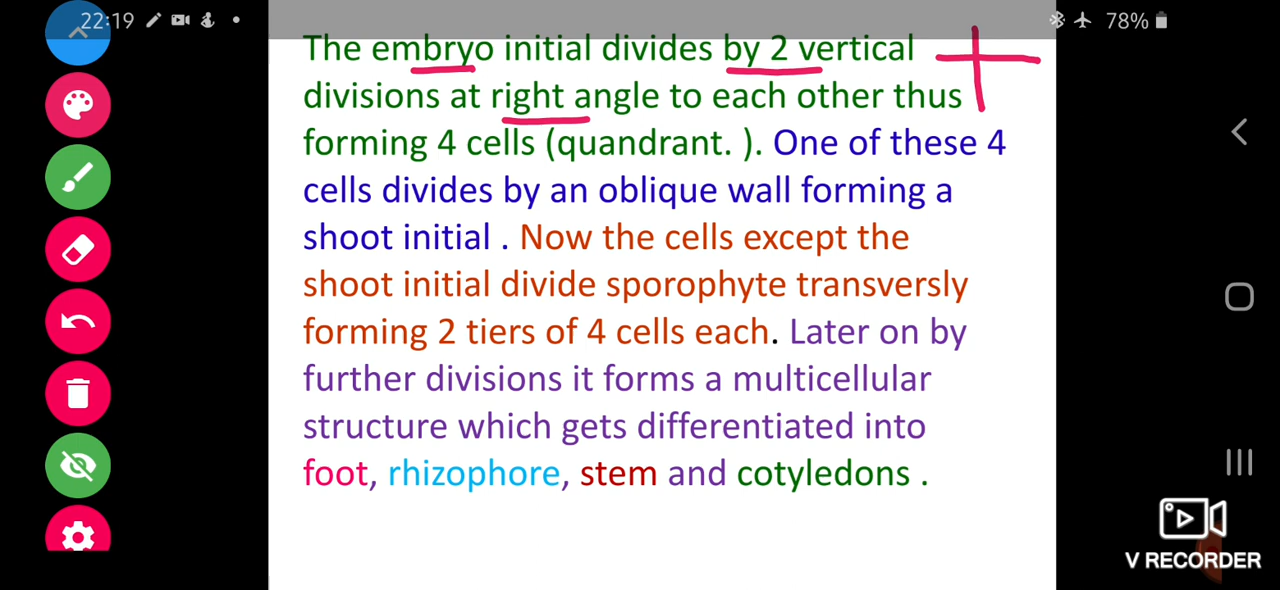 22:19
78%
The embryo initial divides by 2 vertical
divisions at right angle to each other thus
forming 4 cells (quandrant. ). One of these 4
cells divides by an oblique wall forming a
shoot initial . Now the cells except the
shoot initial divide sporophyte transversly
forming 2 tiers of 4 cells each. Later on by
further divisions it forms a multicellular
structure which gets differentiated into
foot, rhizophore, stem and cotyledons .
V RECORDER